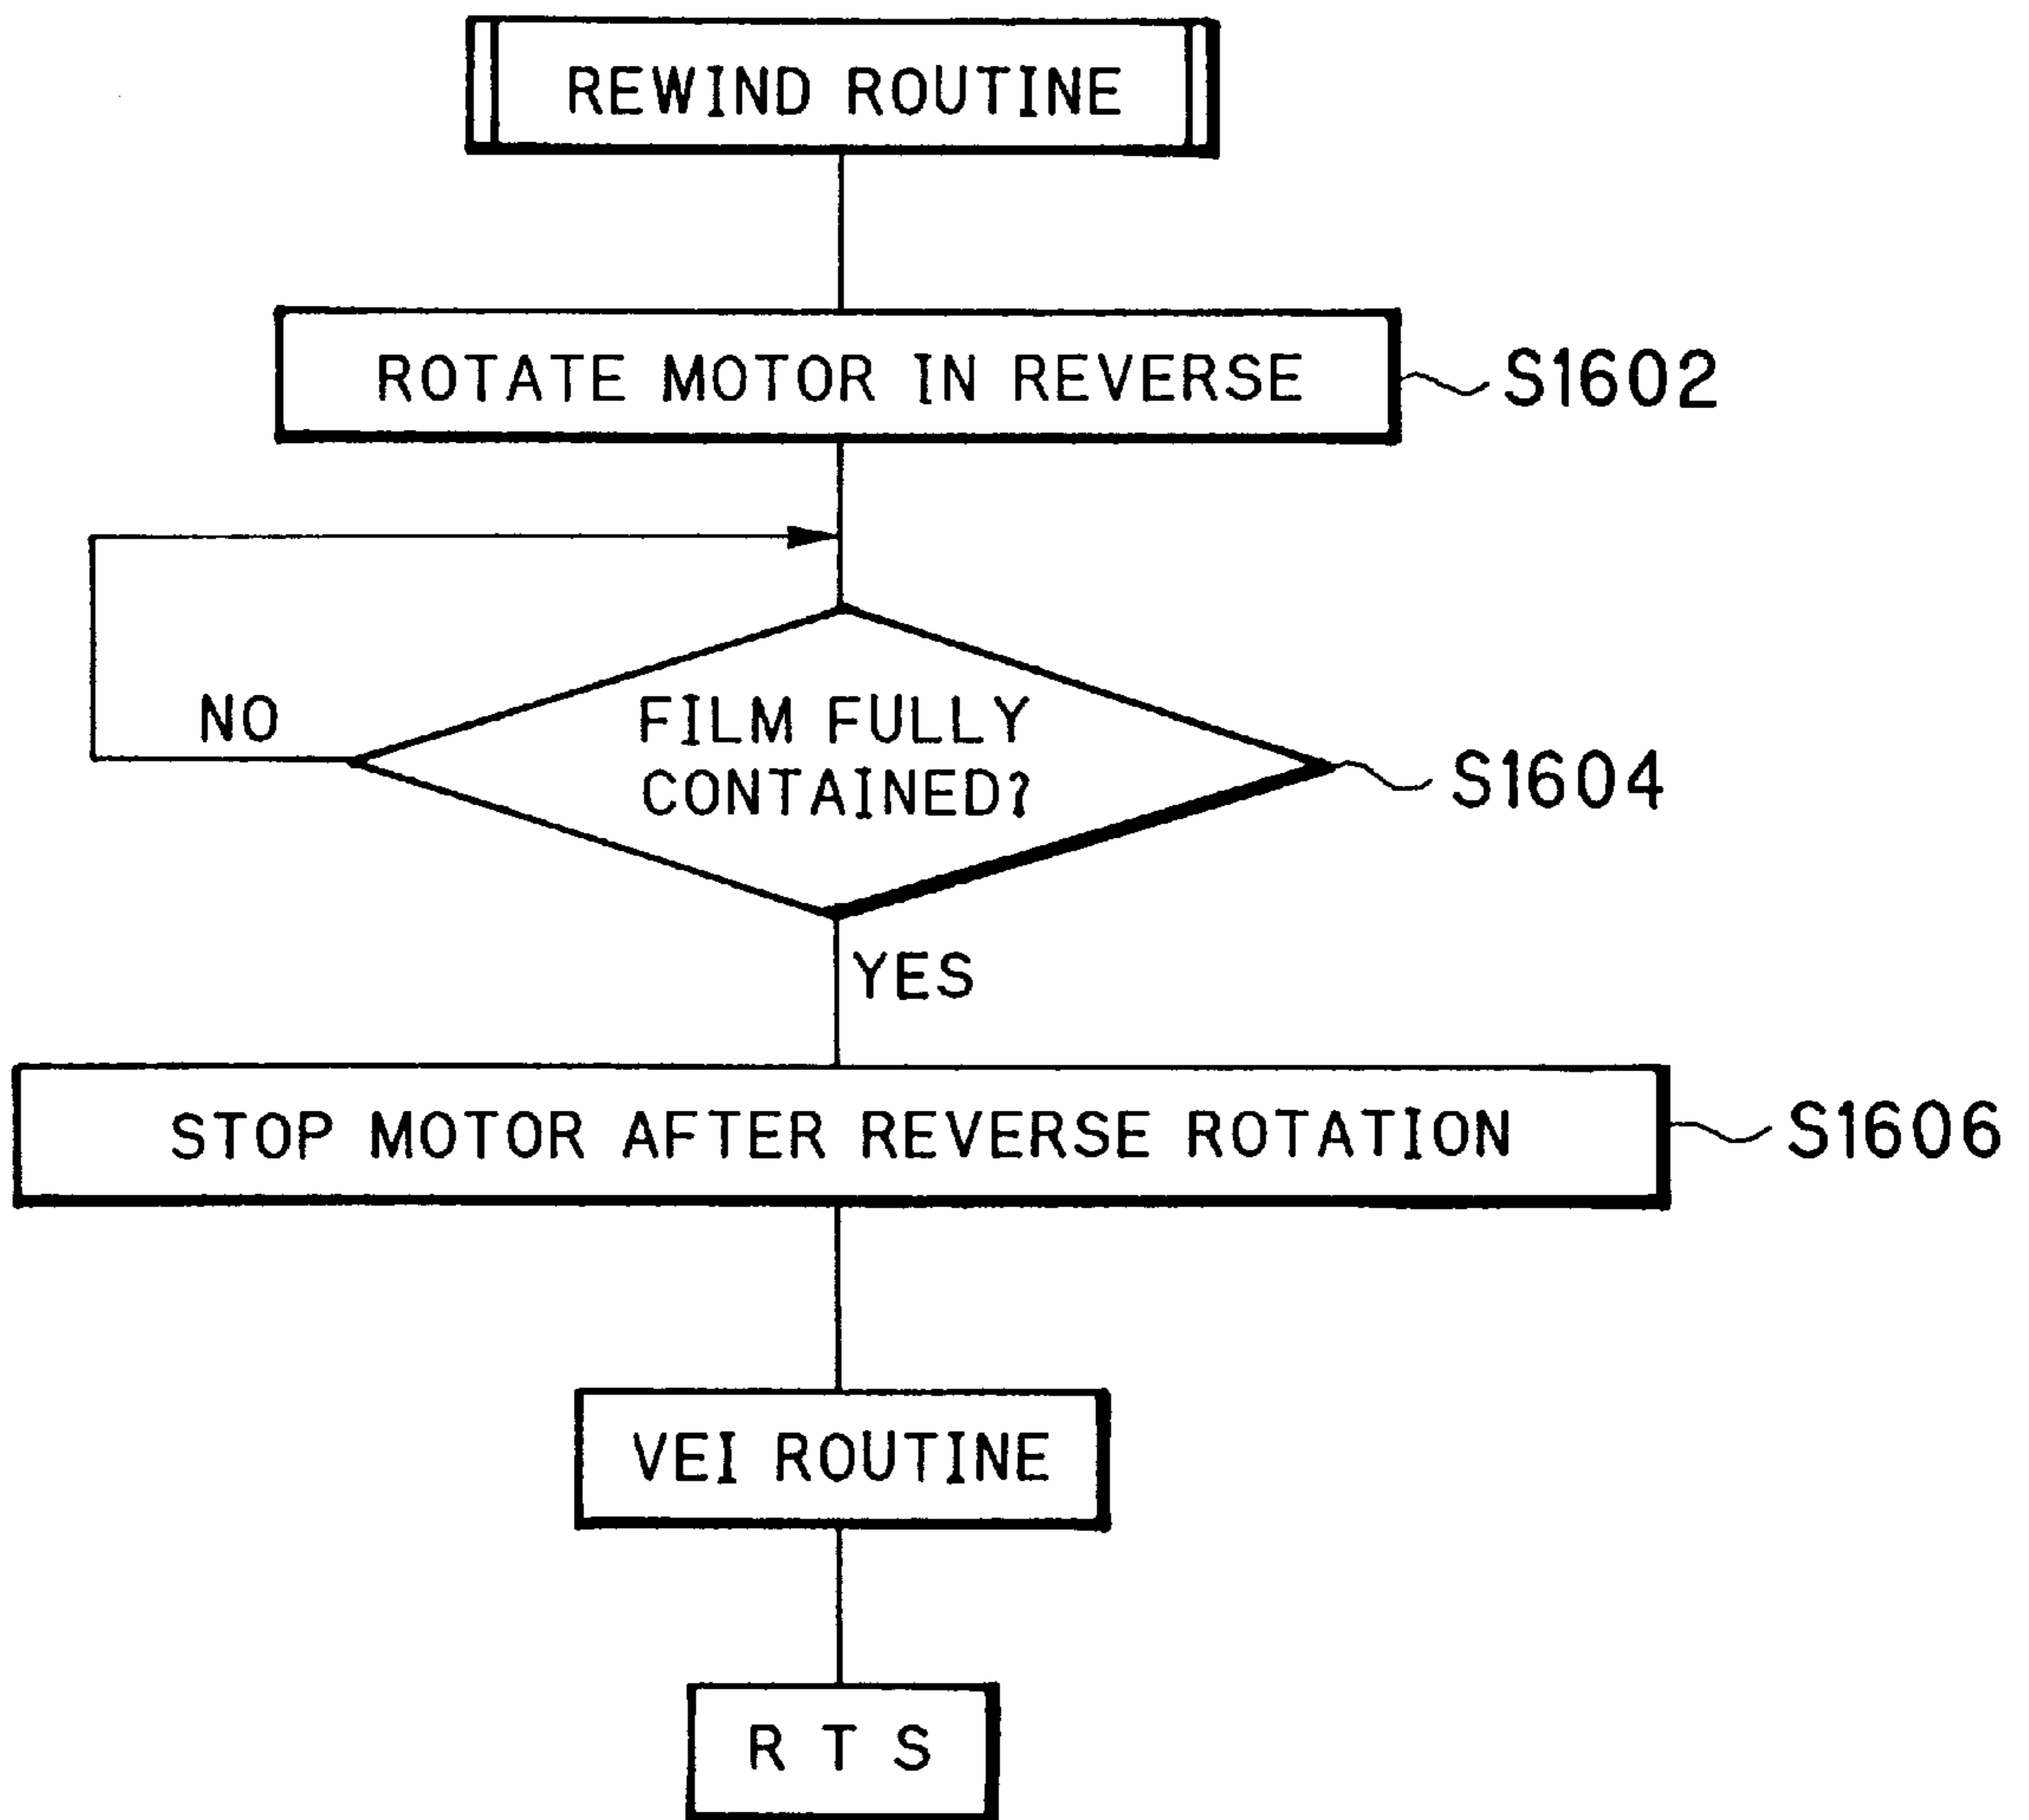 REWIND ROUTINE
ROTATE MOTOR IN REVERSE
S1602
NO
FILM FULLY
CONTAINED?
S1604
YES
STOP MOTOR AFTER REVERSE ROTATION
S1606
VEI ROUTINE
R T S